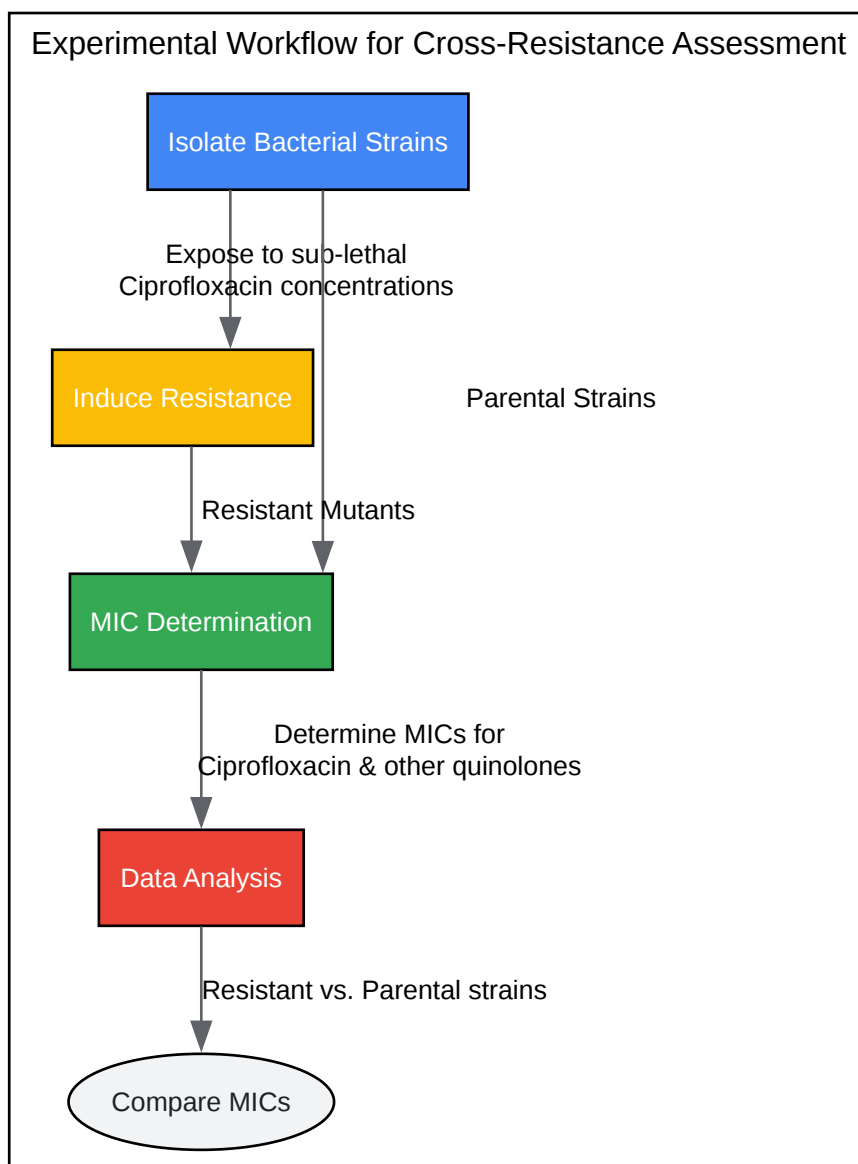 Experimental Workflow for Cross-Resistance Assessment
Isolate Bacterial Strains
Expose to sub-lethal
Ciprofloxacin concentrations
Induce Resistance
Parental Strains
Resistant Mutants
MIC Determination
Determine MICs for
Ciprofloxacin & other quinolones
Data Analysis
Resistant vs. Parental strains
Compare MICs